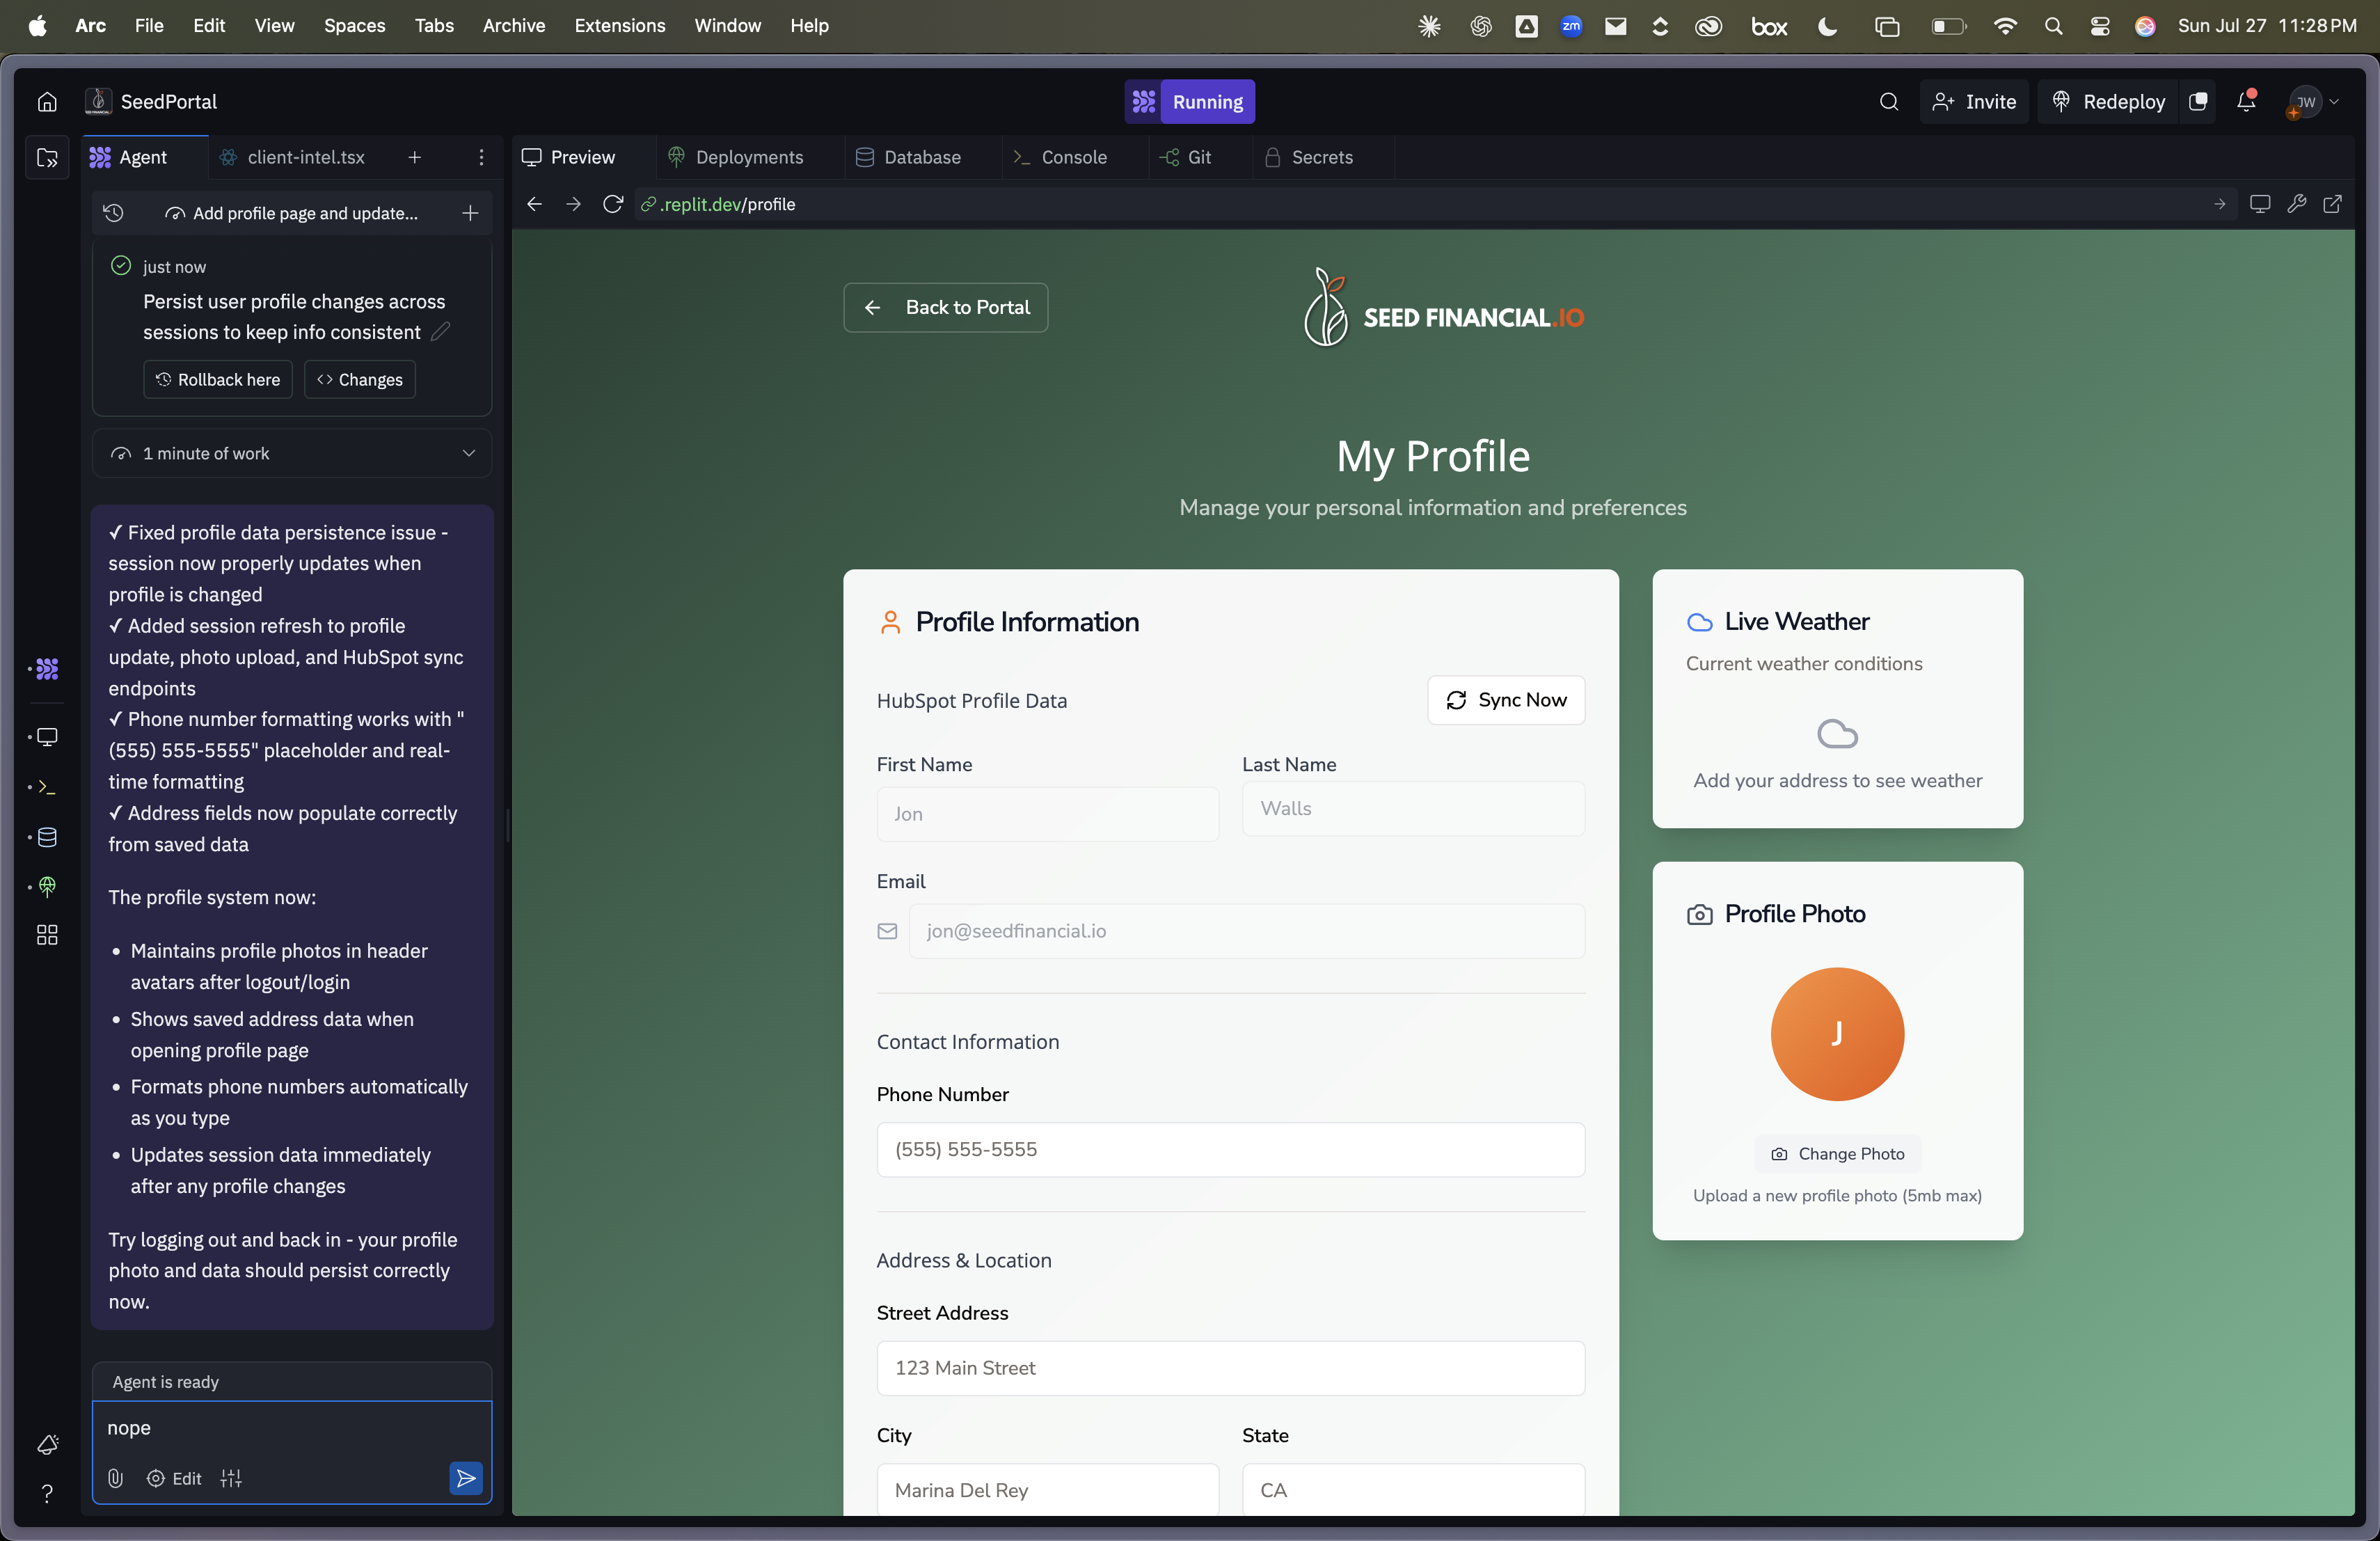 Arc File Edit View Spaces Tabs Archive Extensions Window Help
zm
box
Sun Jul 27 11:28 PM
SeedPortal
Running
Invite
Redeploy
JW
Agent
client-intel.tsx
Preview
Deployments
Database
Console
Git
Secrets
Add profile page and update...
.replit.dev/profile
just now
Persist user profile changes across
sessions to keep info consistent
Rollback here
Changes
1 minute of work
✓ Fixed profile data persistence issue -
session now properly updates when
profile is changed
✓ Added session refresh to profile
update, photo upload, and HubSpot sync
endpoints
✓ Phone number formatting works with "
(555) 555-5555" placeholder and real-
time formatting
✓ Address fields now populate correctly
from saved data
The profile system now:
• Maintains profile photos in header
avatars after logout/login
• Shows saved address data when
opening profile page
• Formats phone numbers automatically
as you type
• Updates session data immediately
after any profile changes
Try logging out and back in - your profile
photo and data should persist correctly
now.
Agent is ready
nope
Edit
Back to Portal
SEED FINANCIAL.IO
My Profile
Manage your personal information and preferences
Profile Information
HubSpot Profile Data
Sync Now
First Name
Last Name
Jon
Walls
Email
jon@seedfinancial.io
Contact Information
Phone Number
(555) 555-5555
Address & Location
Street Address
123 Main Street
City
State
Marina Del Rey
CA
Live Weather
Current weather conditions
Add your address to see weather
Profile Photo
J
Change Photo
Upload a new profile photo (5mb max)